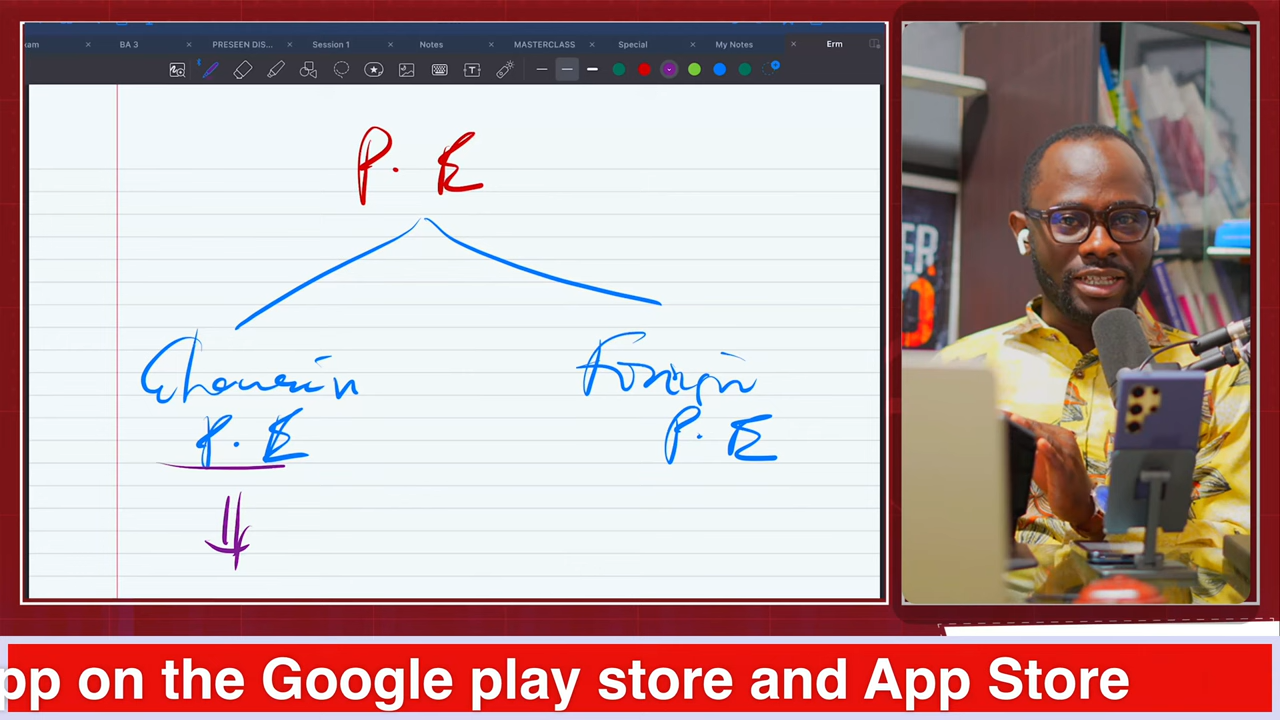 am
BA 3
PRESEEN DIS...
Session 1
Notes
MASTERCLASS
Special
My Notes
Erm
P. E
Ghanaian
P. E
Foreign
P. E
pp on the Google play store and App Store